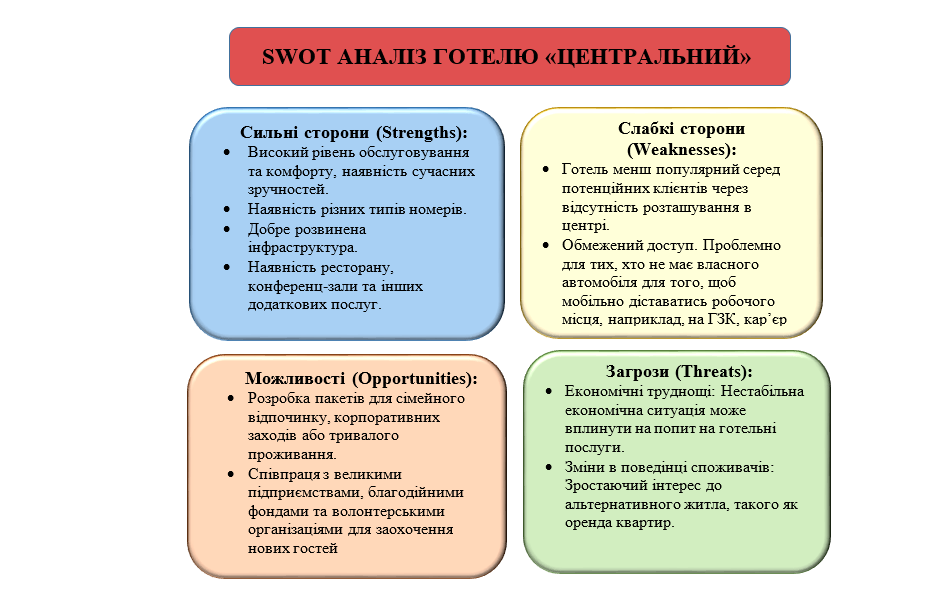 SWOT АНАЛІЗ ГОТЕЛЮ «ЦЕНТРАЛЬНИЙ»
Сильні сторони (Strengths):
• Високий рівень обслуговування
та комфорту, наявність сучасних
зручностей.
• Наявність різних типів номерів.
• Добре розвинена
інфраструктура.
• Наявність ресторану,
конференц-зали та інших
додаткових послуг.
Слабкі сторони
(Weaknesses):
• Готель менш популярний серед
потенційних клієнтів через
відсутність розташування в
центрі.
• Обмежений доступ. Проблемно
для тих, хто не має власного
автомобіля для того, щоб
мобільно діставатись робочого
місця, наприклад, на ГЗК, кар’єр
Можливості (Opportunities):
• Розробка пакетів для сімейного
відпочинку, корпоративних
заходів або тривалого
проживання.
• Співпраця з великими
підприємствами, благодійними
фондами та волонтерськими
організаціями для заохочення
нових гостей
Загрози (Threats):
• Економічні труднощі: Нестабільна
економічна ситуація може
вплинути на попит на готельні
послуги.
• Зміни в поведінці споживачів:
Зростаючий інтерес до
альтернативного житла, такого як
оренда квартир.